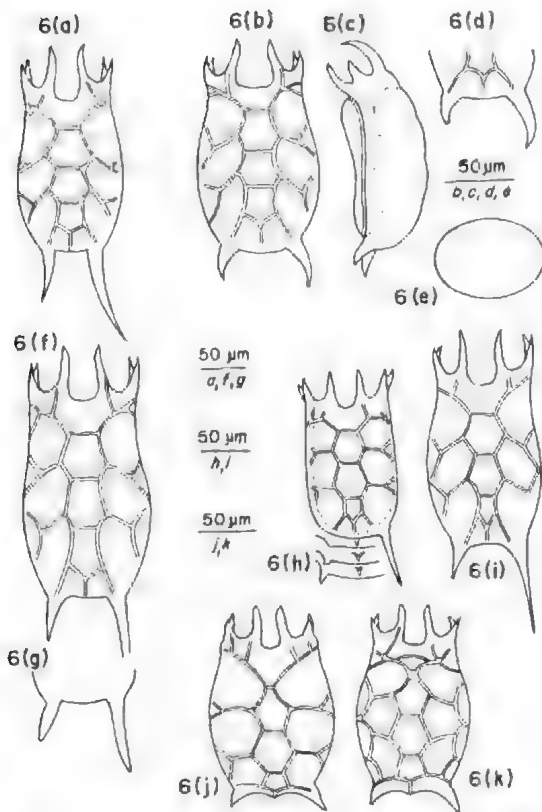 6(a)
6(b)
6(c)
6(d)
50 µm
b, c, d, e
6(e)
6(f)
50 µm
a, f, g
50 µm
h, i
50 µm
j, k
6(h)
6(i)
6(g)
6(j)
6(k)